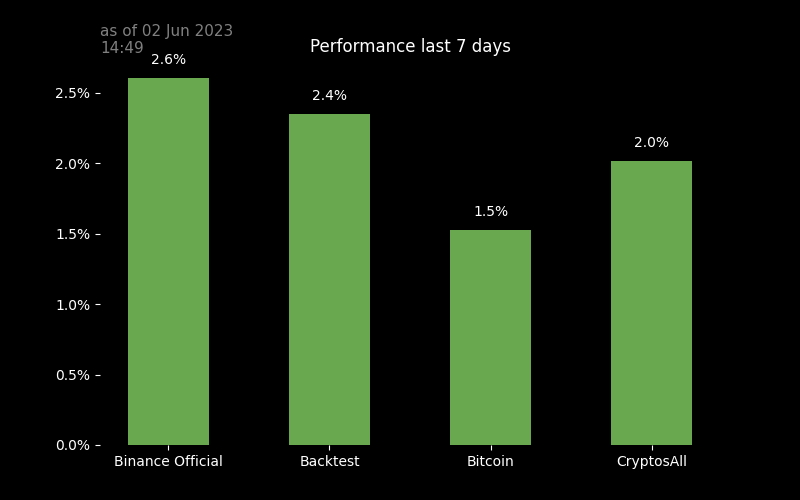 as of 02 Jun 2023
14:49
Performance last 7 days
2.6%
2.4%
1.5%
2.0%
2.5%
2.0%
1.5%
1.0%
0.5%
0.0%
Binance Official
Backtest
Bitcoin
CryptosAll